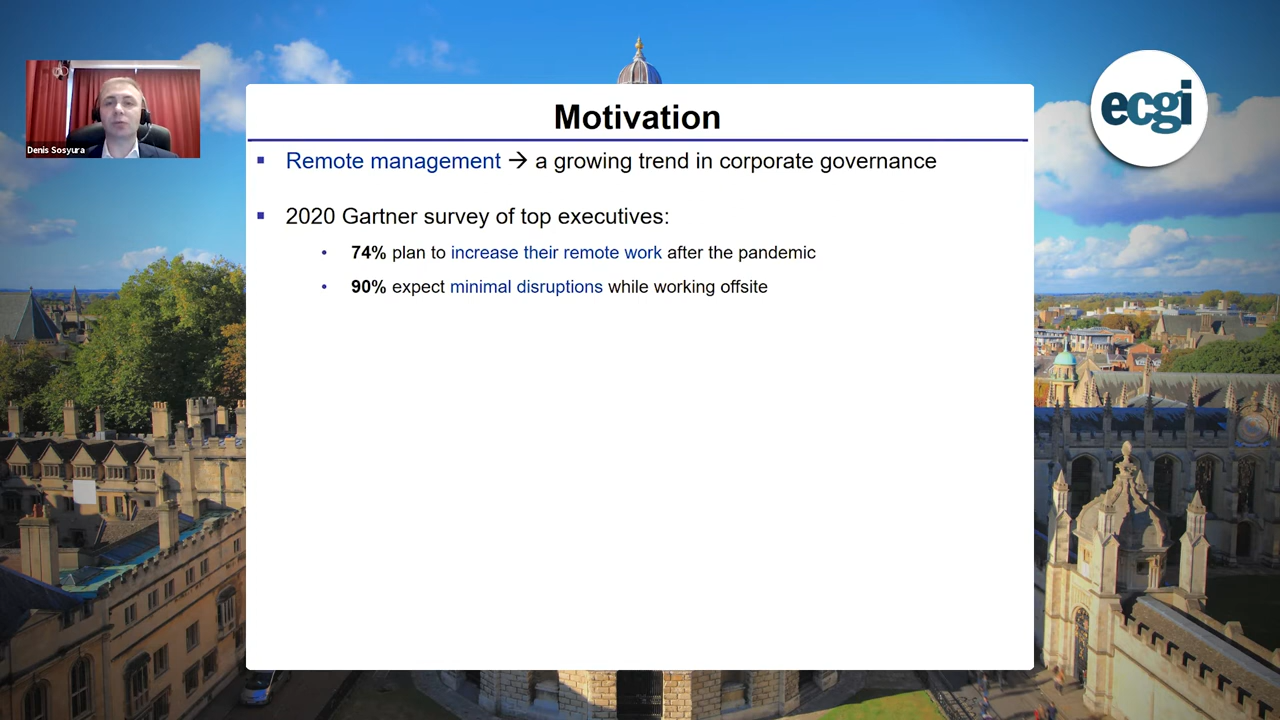 Motivation
Remote management → a growing trend in corporate governance
2020 Gartner survey of top executives:
74% plan to increase their remote work after the pandemic
90% expect minimal disruptions while working offsite
Denis Sosyura
ecgi